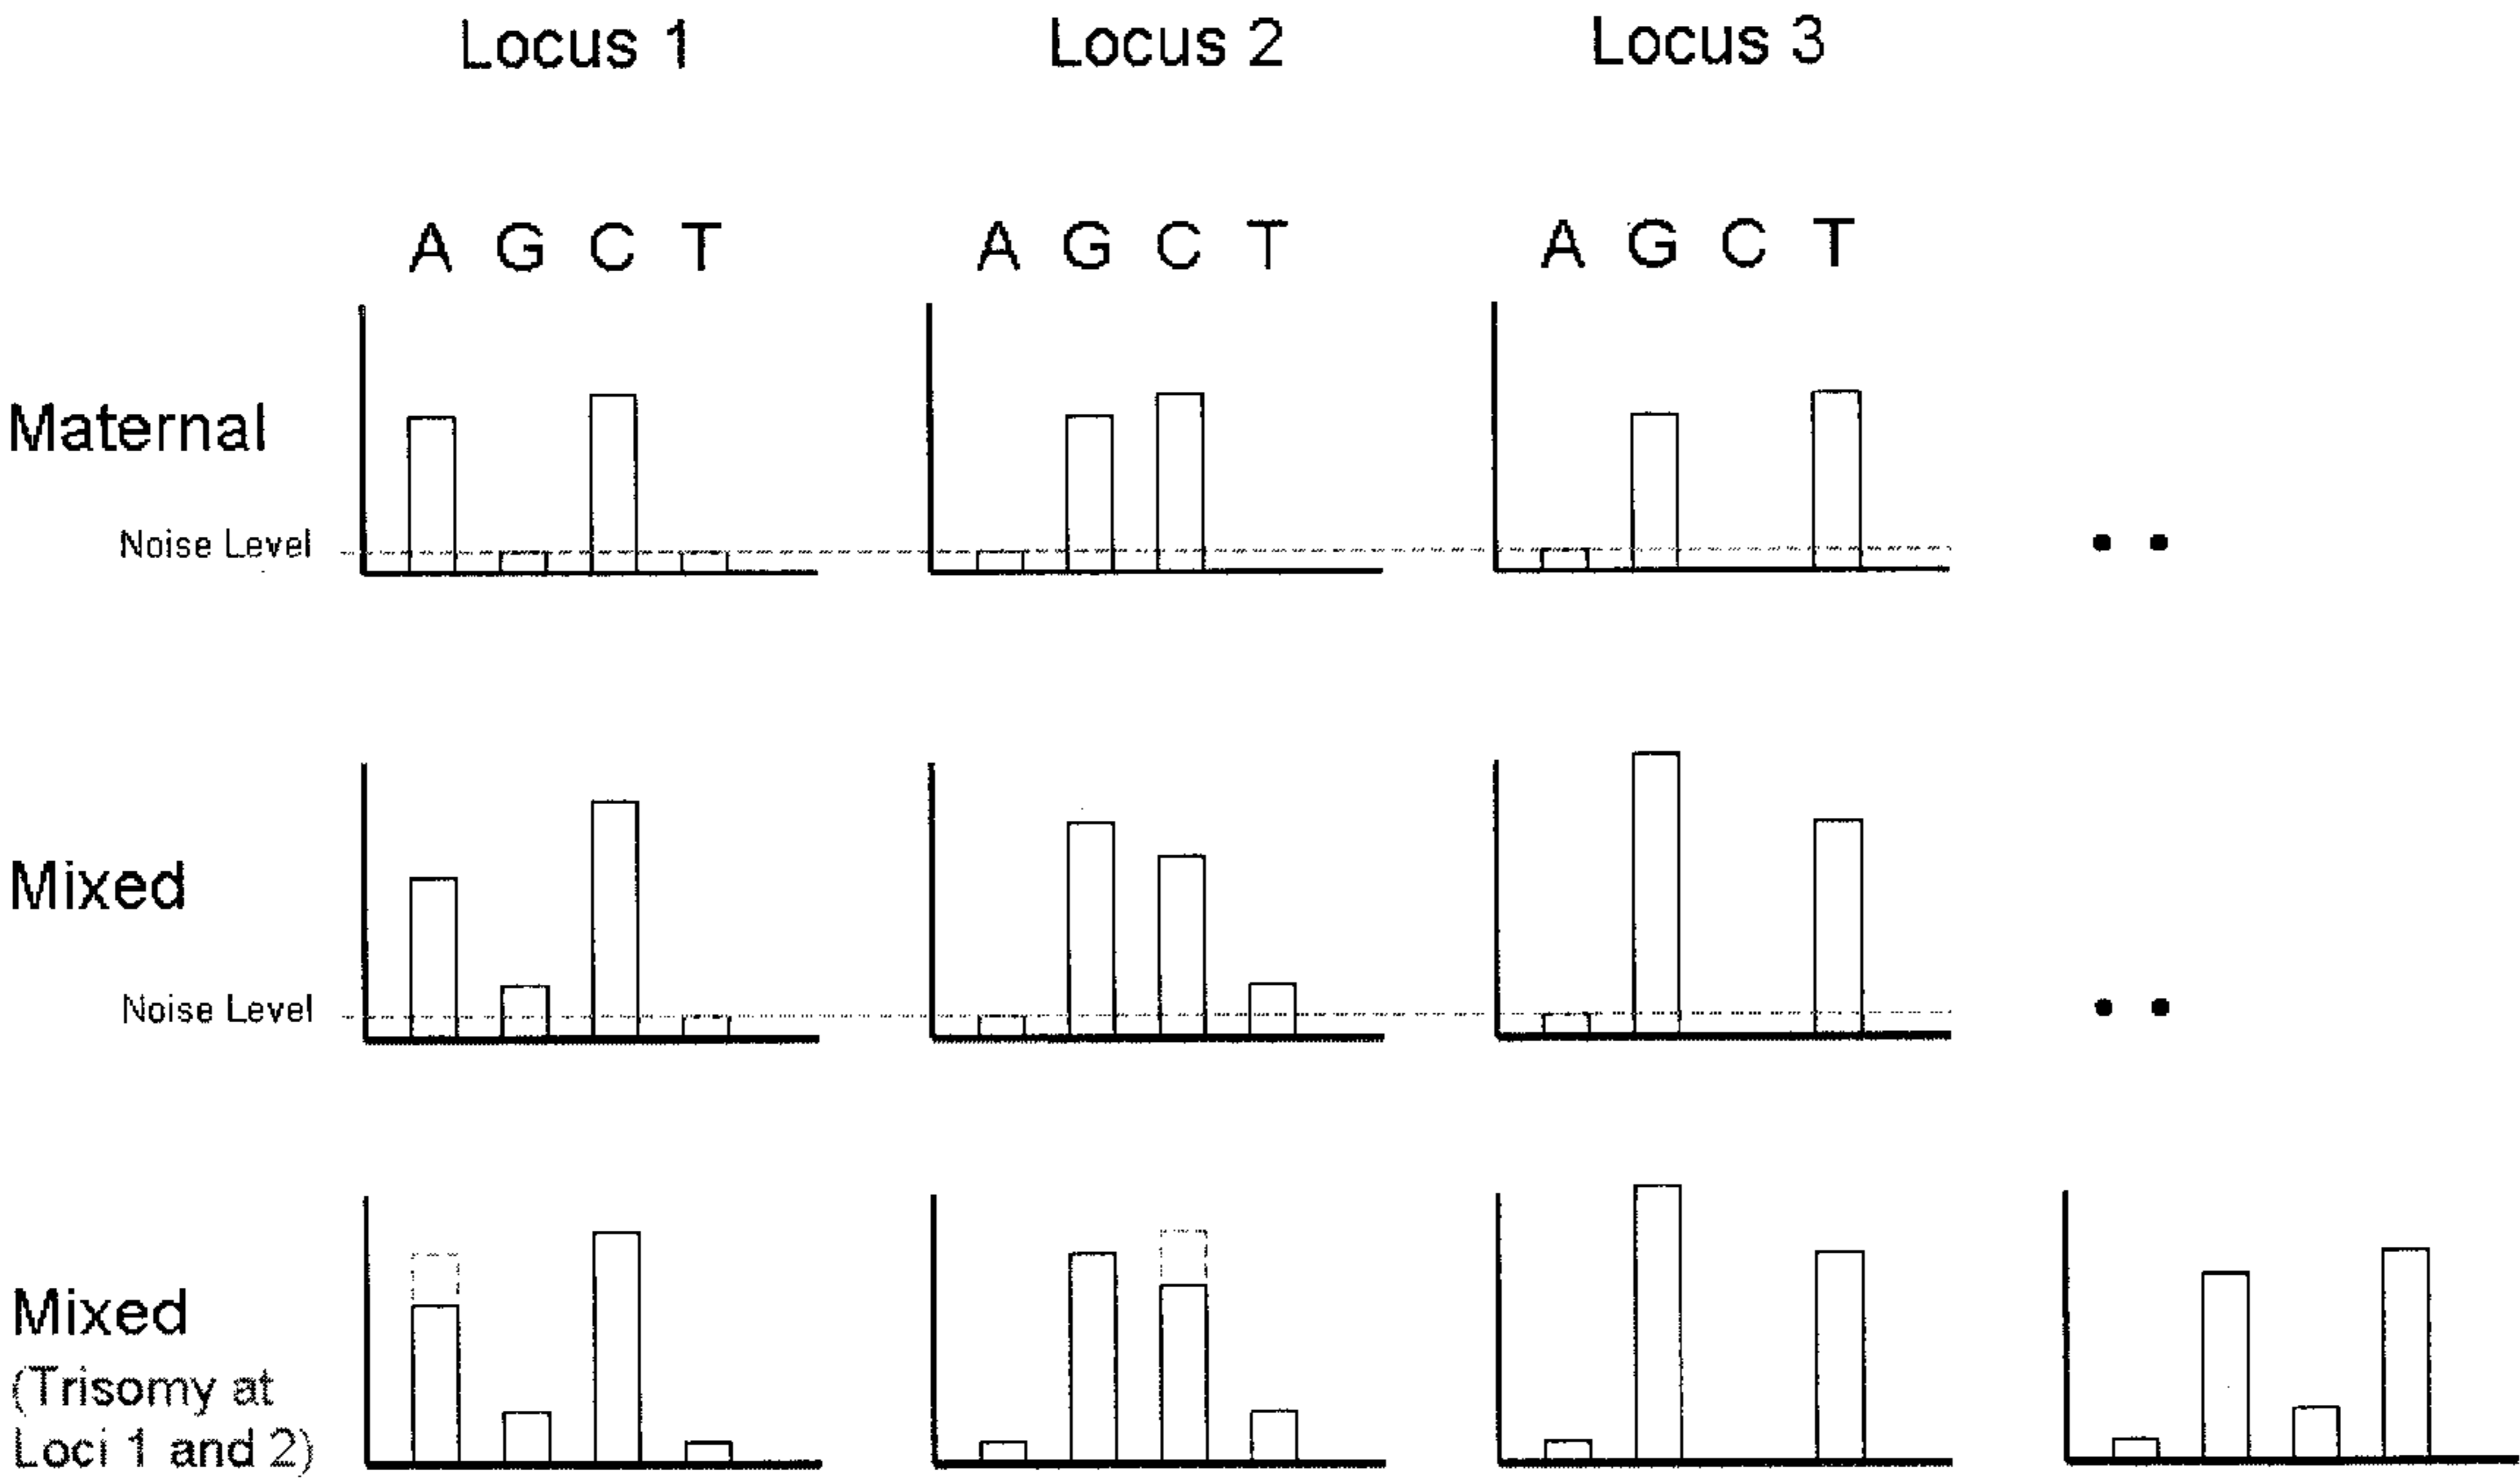 Locus 1 Locus 2 Locus 3
A G C T A G C T A G C T
Maternal
Noise Level
Mixed
Noise Level
Mixed
(Trisomy at
Loci 1 and 2)